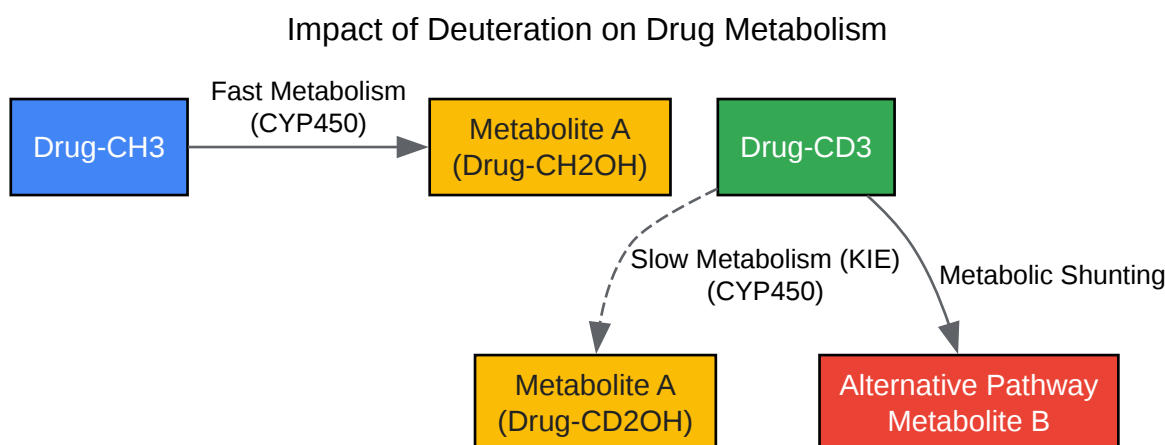 Impact of Deuteration on Drug Metabolism
Fast Metabolism
(CYP450)
Drug-CH3
Metabolite A
(Drug-CH2OH)
Drug-CD3
Slow Metabolism (KIE)
(CYP450)
Metabolic Shunting
Metabolite A
(Drug-CD2OH)
Alternative Pathway
Metabolite B